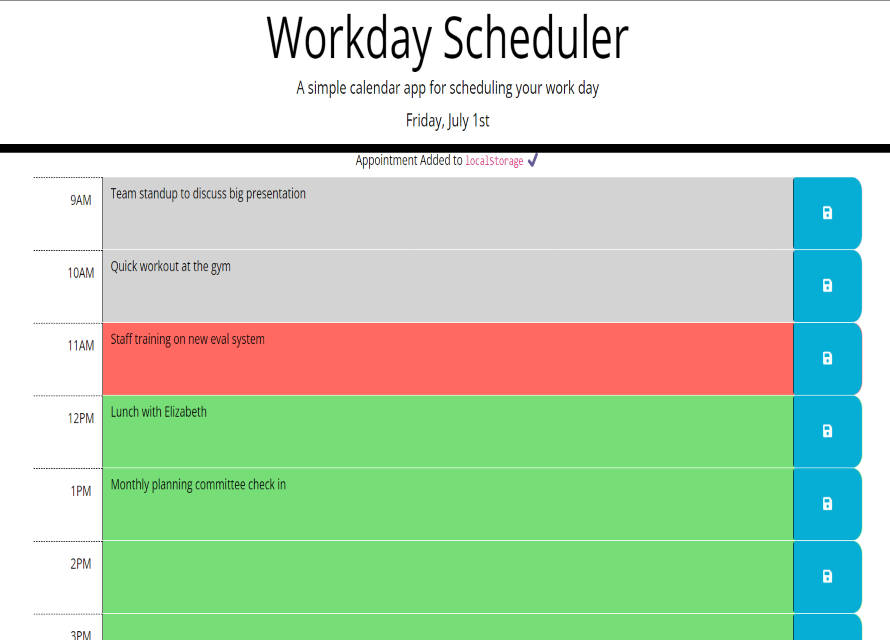 Workday Scheduler
A simple calendar app for scheduling your work day
Friday, July 1st
Appointment Added to localStorage ✔
9AM Team standup to discuss big presentation
10AM Quick workout at the gym
11AM Staff training on new eval system
12PM Lunch with Elizabeth
1PM Monthly planning committee check in
2PM
3PM